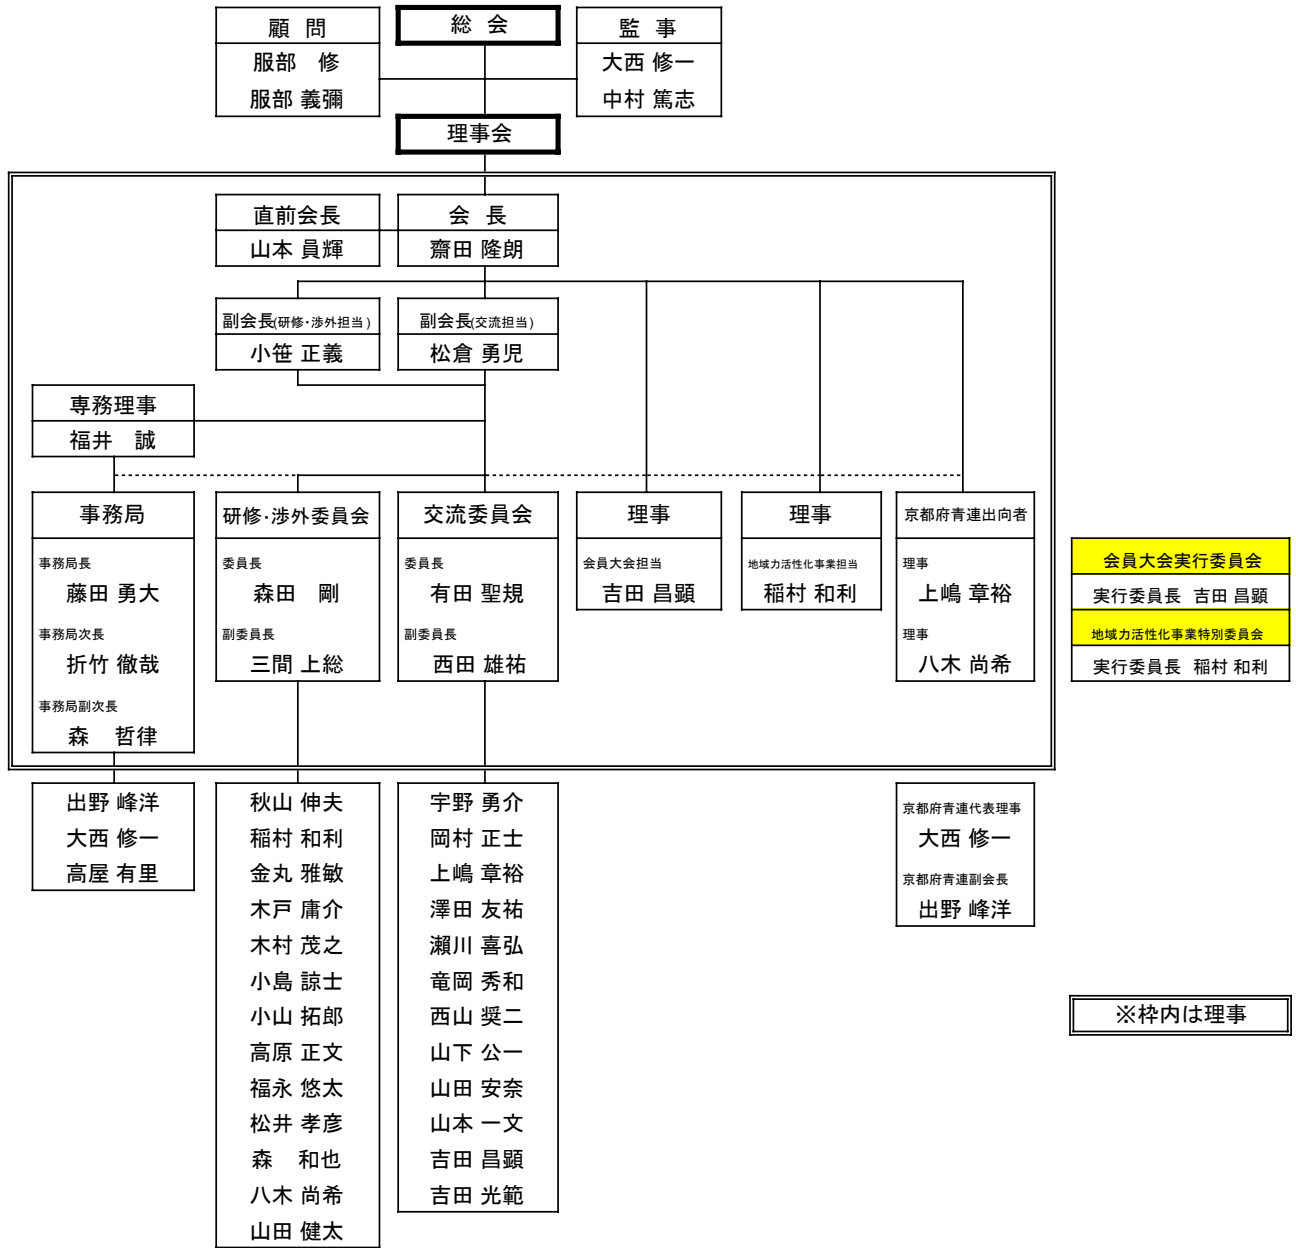 顧 問
服部　修
服部 義彌
総 会
監 事
大西 修一
中村 篤志
理事会
直前会長
山本 員輝
会 長
齋田 隆朗
副会長(研修・渉外担当)
小笹 正義
副会長(交流担当)
松倉 勇児
専務理事
福井　誠
事務局
事務局長
藤田 勇大
事務局次長
折竹 徹哉
事務局副次長
森　哲律
研修・渉外委員会
委員長
森田　剛
副委員長
三間 上総
交流委員会
委員長
有田 聖規
副委員長
西田 雄祐
理事
会員大会担当
吉田 昌顕
理事
地域力活性化事業担当
稲村 和利
京都府青連出向者
理事
上嶋 章裕
理事
八木 尚希
会員大会実行委員会
実行委員長 吉田 昌顕
地域力活性化事業特別委員会
実行委員長 稲村 和利
出野 峰洋
大西 修一
高屋 有里
秋山 伸夫
稲村 和利
金丸 雅敏
木戸 庸介
木村 茂之
小島 諒士
小山 拓郎
高原 正文
福永 悠太
松井 孝彦
森　和也
八木 尚希
山田 健太
宇野 勇介
岡村 正士
上嶋 章裕
澤田 友祐
瀬川 喜弘
竜岡 秀和
西山 奨二
山下 公一
山田 安奈
山本 一文
吉田 昌顕
吉田 光範
京都府青連代表理事
大西 修一
京都府青連副会長
出野 峰洋
※枠内は理事